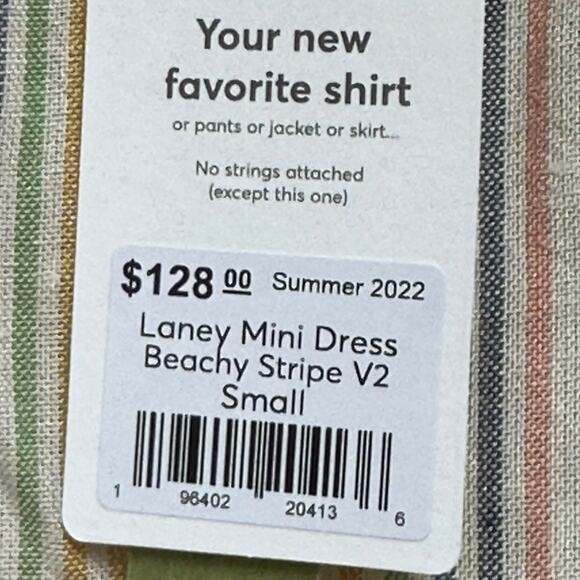 Your new
favorite shirt
or pants or jacket or skirt...
No strings attached
(except this one)
$128 00 Summer 2022
Laney Mini Dress
Beachy Stripe V2
Small
1 96402 20413 6